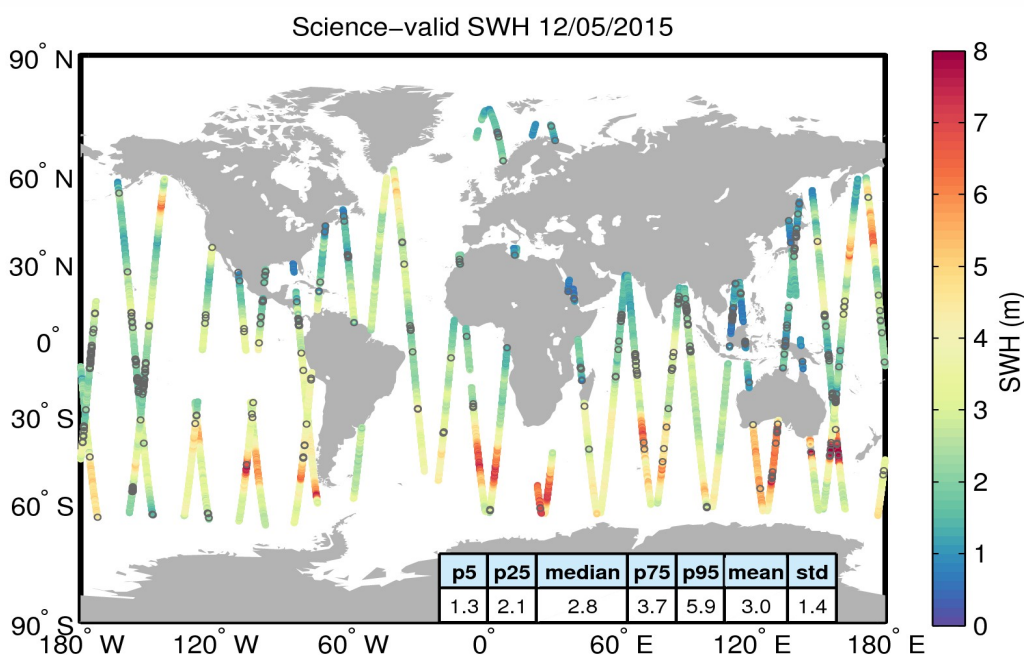 Science−valid SWH 12/05/2015
90° N
60° N
30° N
0°
30° S
60° S
90° S
180° W
120° W
60° W
0°
60° E
120° E
180° E
p5 p25 median p75 p95 mean std
1.3 2.1 2.8 3.7 5.9 3.0 1.4
8
7
6
5
4
3
2
1
0
SWH (m)